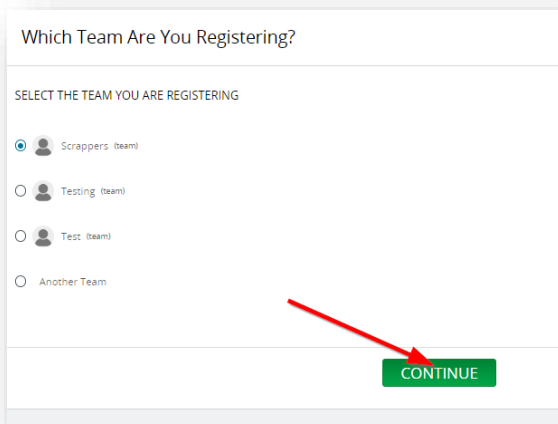 Which Team Are You Registering?
SELECT THE TEAM YOU ARE REGISTERING
Scrappers (team)
Testing (team)
Test (team)
Another Team
CONTINUE